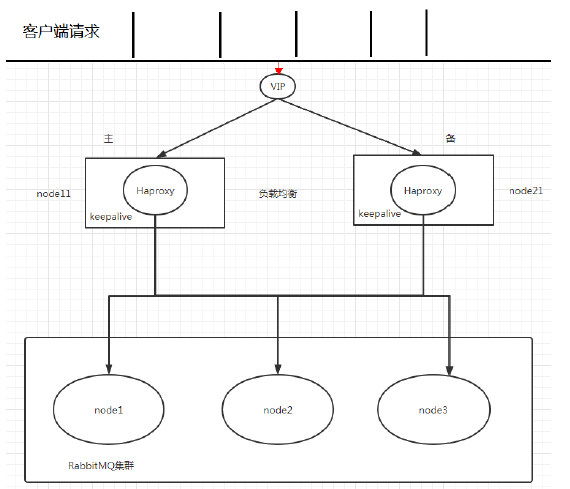 客户端请求
VIP
主
备
node11
Haproxy
keepalive
负载均衡
Haproxy
keepalive
node21
node1
node2
node3
RabbitMQ集群